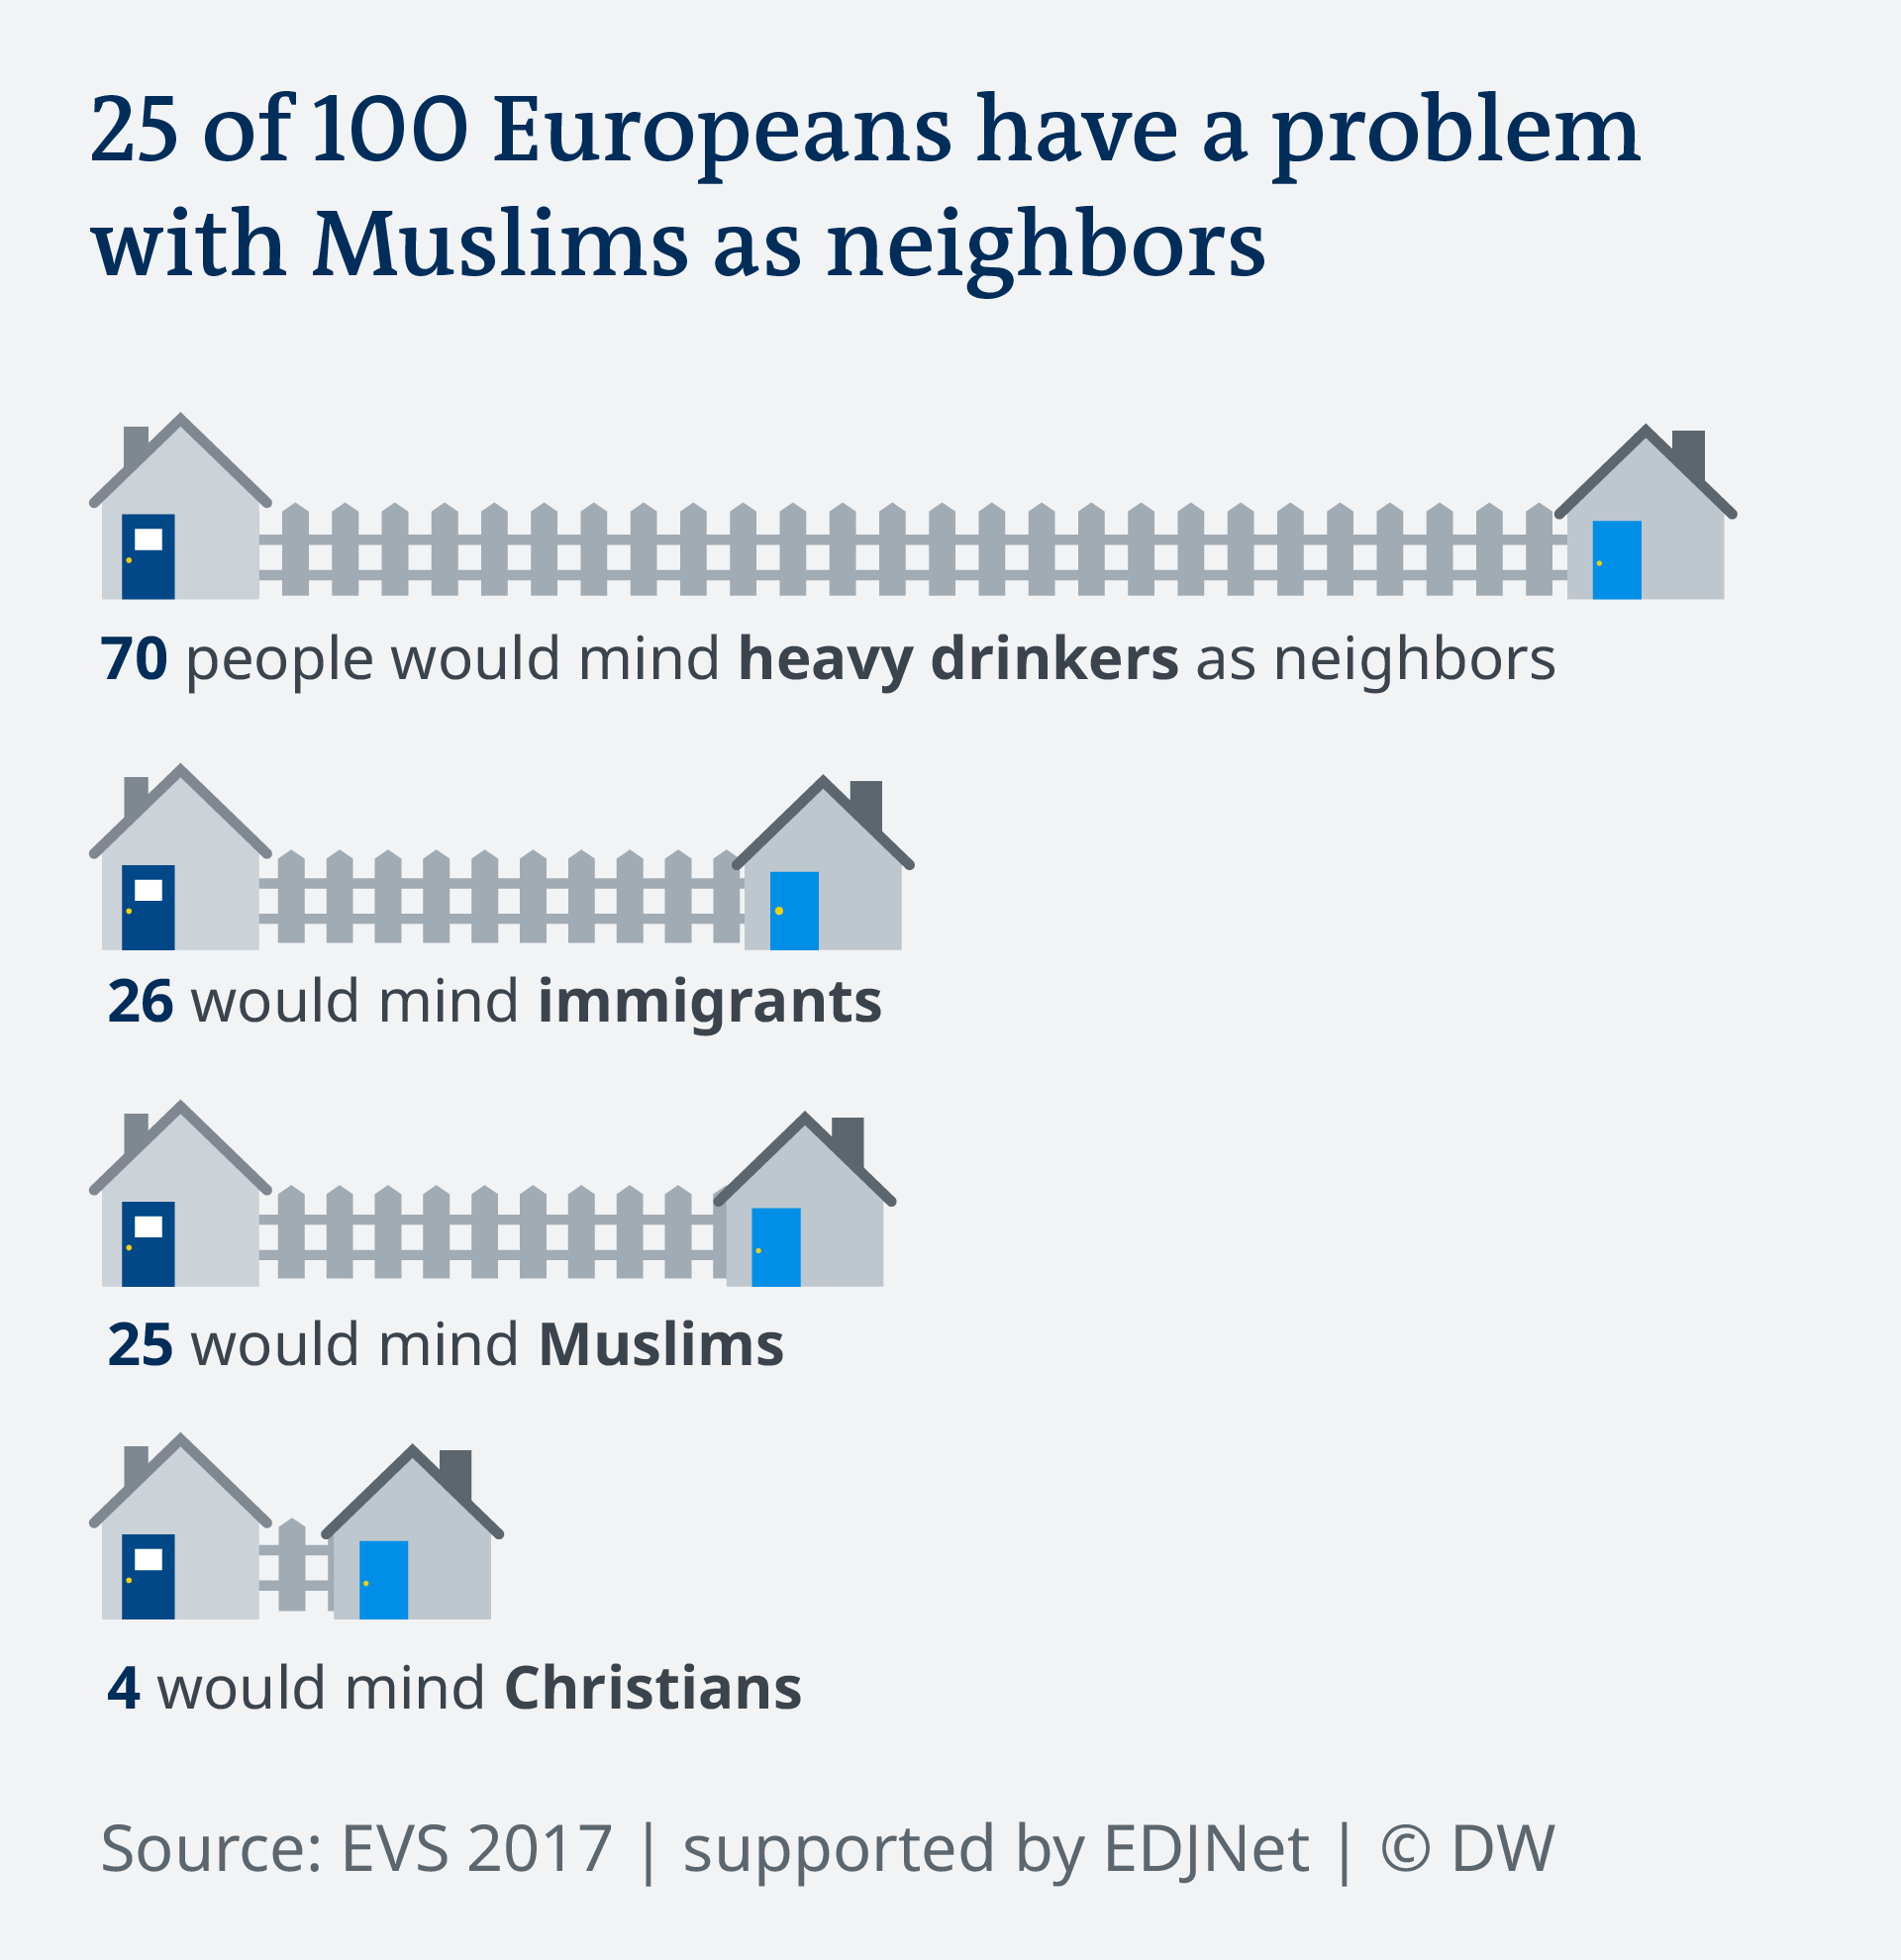 25 of 100 Europeans have a problem
with Muslims as neighbors
70 people would mind heavy drinkers as neighbors
26 would mind immigrants
25 would mind Muslims
4 would mind Christians
Source: EVS 2017 | supported by EDJNet | © DW